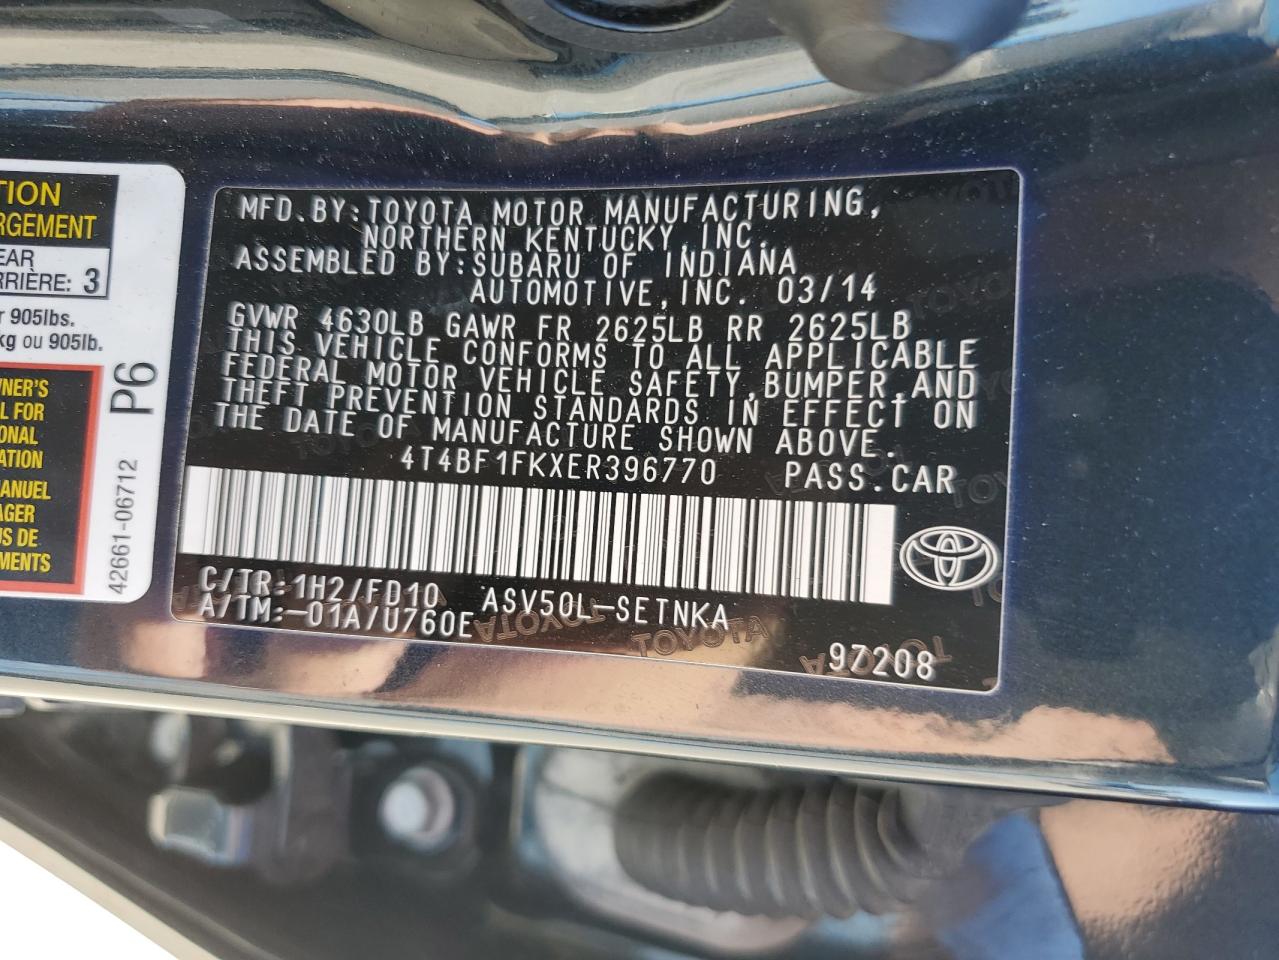 TION
RGEMENT
EAR
RRIÈRE: 3
905lbs.
kg ou 905lb.
P6
WNER'S
L FOR
ONAL
ATION
MANUEL
AGER
US DE
MENTS
42661-06712
MFD.BY:TOYOTA MOTOR MANUFACTURING,
NORTHERN KENTUCKY,INC.
ASSEMBLED BY:SUBARU OF INDIANA
AUTOMOTIVE,INC. 03/14
GVWR 4630LB GAWR FR 2625LB RR 2625LB
THIS VEHICLE CONFORMS TO ALL APPLICABLE
FEDERAL MOTOR VEHICLE SAFETY,BUMPER,AND
THEFT PREVENTION STANDARDS IN EFFECT ON
THE DATE OF MANUFACTURE SHOWN ABOVE.
4T4BF1FKXER396770 PASS.CAR
C/TR:1H2/FD10 ASV50L-SETNKA
A/TM:-01A/U760E
TOYOTA
TOYOTA
97208